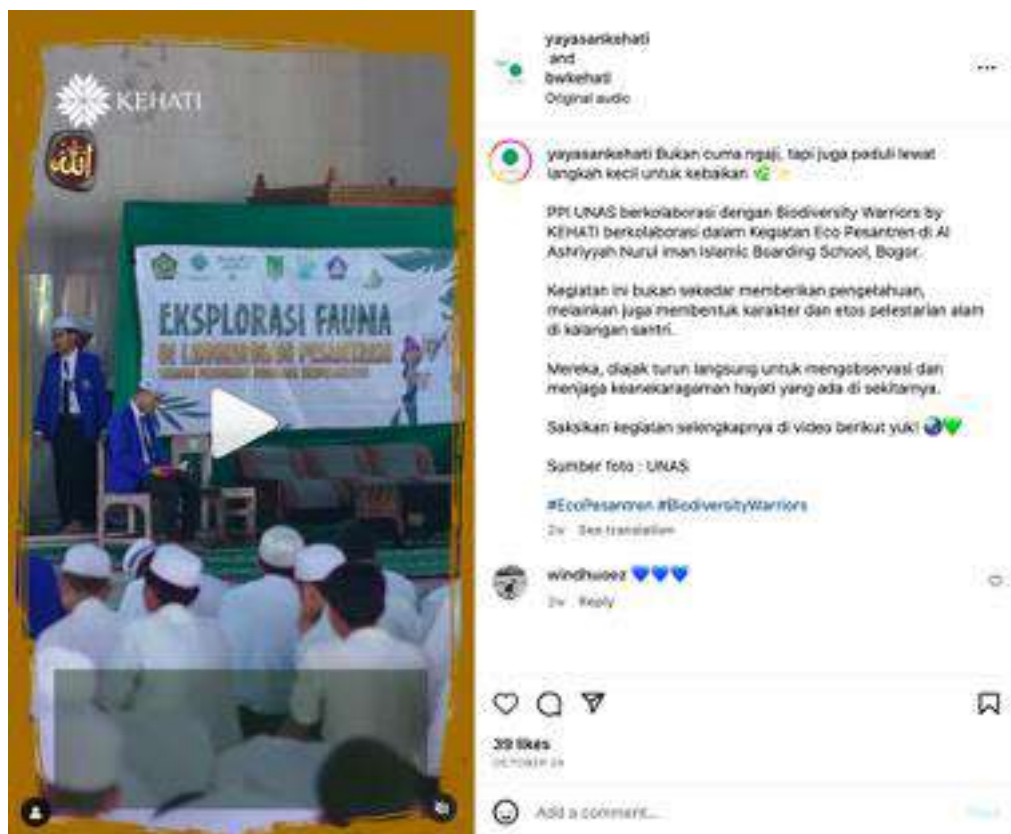 KEHATI
الله
EKSPLORASI FAUNA
DI LINGKUNGAN PESANTREN
yayasankehati
and
bwkehati
Original audio
yayasankehati Bukan cuma ngaji, tapi juga peduli lewat
langkah kecil untuk kebaikan 🌿✨
PPI UNAS berkolaborasi dengan Biodiversity Warriors by
KEHATI berkolaborasi dalam Kegiatan Eco Pesantren di Al
Ashriyyah Nurul iman Islamic Boarding School, Bogor.
Kegiatan ini bukan sekedar memberikan pengetahuan,
melainkan juga membentuk karakter dan etos pelestarian alam
di kalangan santri.
Mereka, diajak turun langsung untuk mengobservasi dan
menjaga keanekaragaman hayati yang ada di sekitarnya.
Saksikan kegiatan selengkapnya di video berikut yuk! 🌏💚
Sumber foto : UNAS
#EcoPesantren #BiodiversityWarriors
2w See translation
windhuoez 💙💙💙
2w Reply
39 likes
OCTOBER
Add a comment...
Post